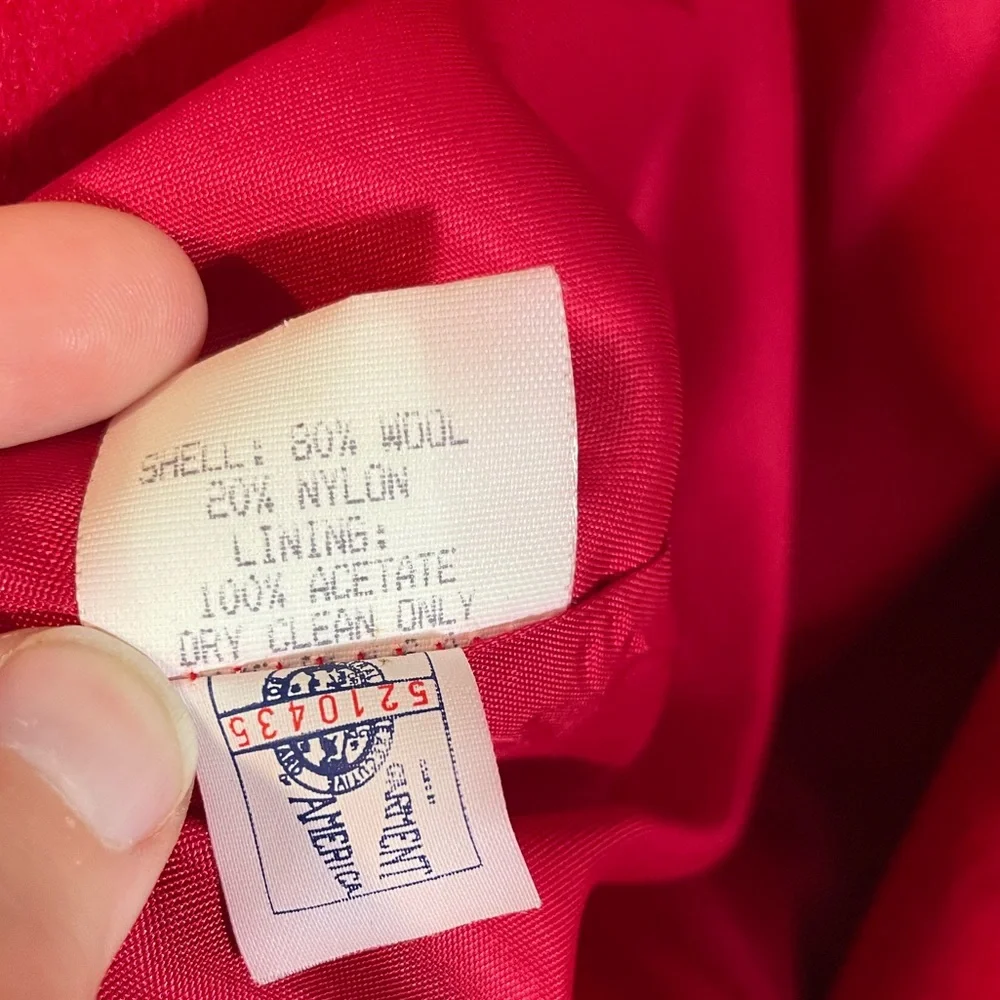 SHELL: 80% WOOL
20% NYLON
LINING:
100% ACETATE
DRY CLEAN ONLY
5210435
GARMENT
AMERICA